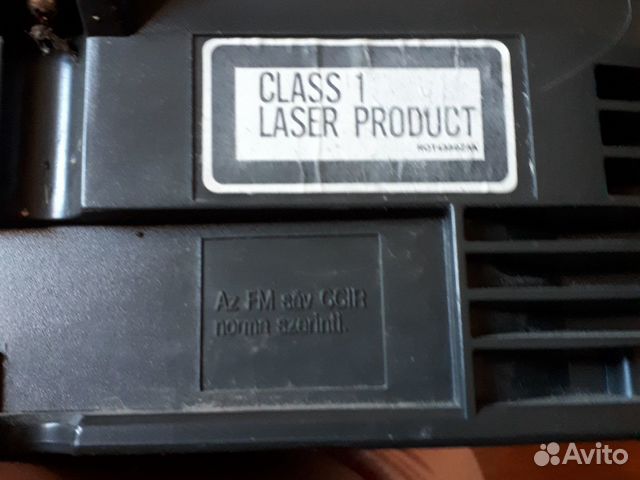 CLASS 1
LASER PRODUCT
Az FM sáv CCIR
norma szerinti.
Avito